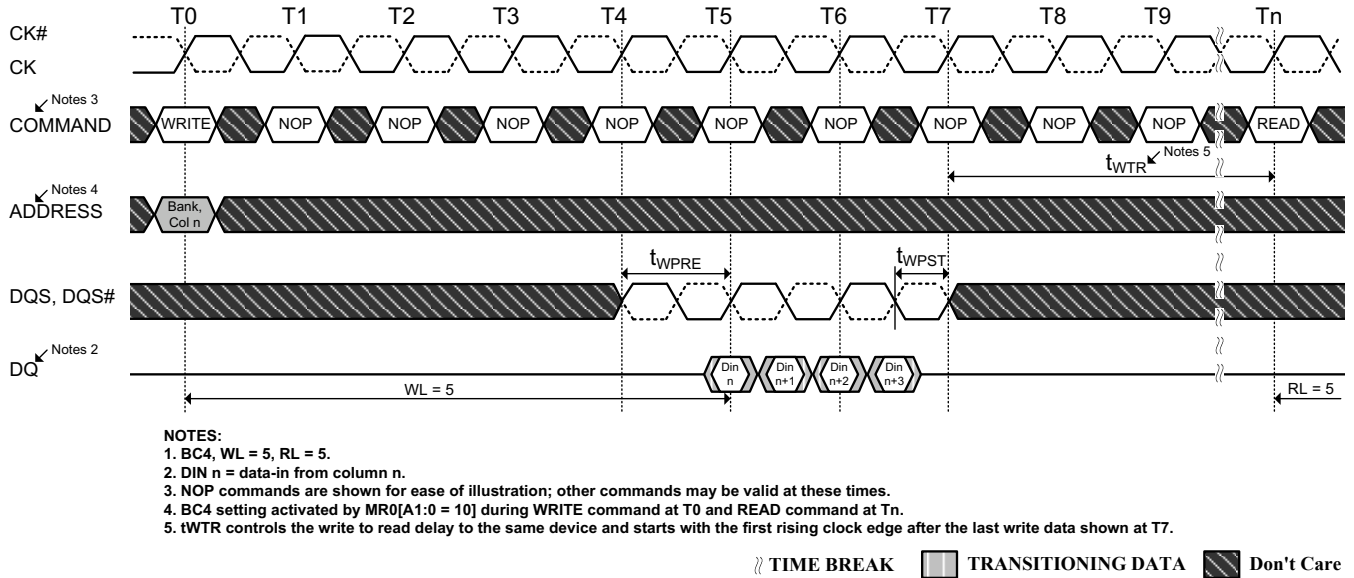 T0 T1 T2 T3 T4 T5 T6 T7 T8 T9 Tn
CK#
CK
Notes 3
COMMAND WRITE NOP NOP NOP NOP NOP NOP NOP NOP NOP READ
tWTR Notes 5
Notes 4
ADDRESS
Bank,
Col n
tWPRE tWPST
DQS, DQS#
Notes 2
DQ
Din Din Din Din
n n+1 n+2 n+3
WL = 5 RL = 5
NOTES:
1. BC4, WL = 5, RL = 5.
2. DIN n = data-in from column n.
3. NOP commands are shown for ease of illustration; other commands may be valid at these times.
4. BC4 setting activated by MR0[A1:0 = 10] during WRITE command at T0 and READ command at Tn.
5. tWTR controls the write to read delay to the same device and starts with the first rising clock edge after the last write data shown at T7.
TIME BREAK TRANSITIONING DATA Don't Care